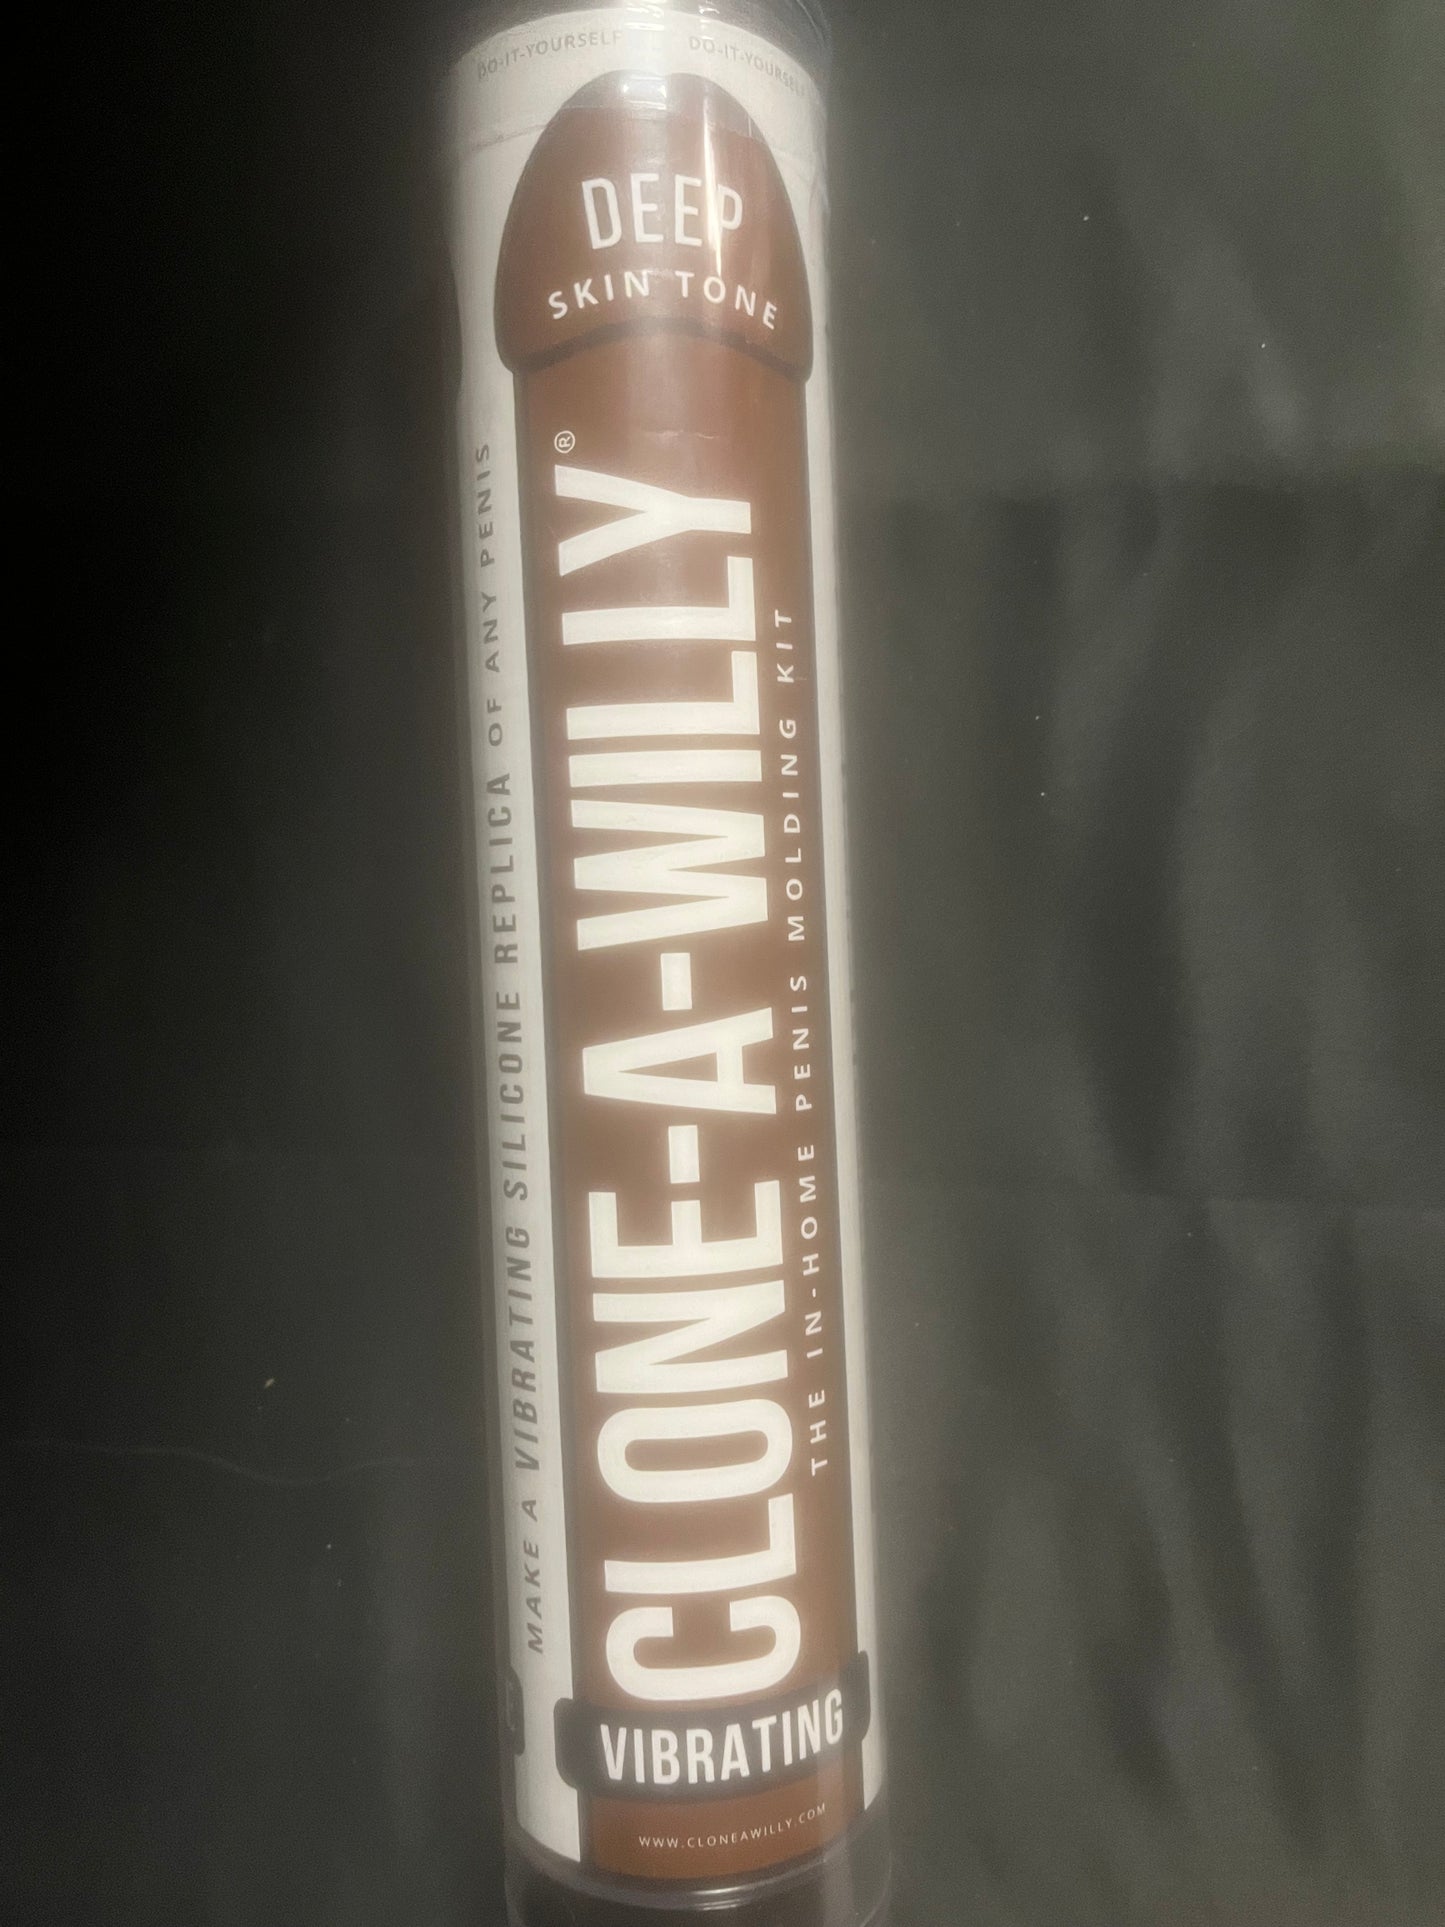 DO-IT-YOURSELF DO-IT-YOURSELF
DEEP
SKIN TONE
MAKE A VIBRATING SILICONE REPLICA OF ANY PENIS
CLONE-A-WILLY®
THE IN-HOME PENIS MOLDING KIT
VIBRATING
WWW.CLONEAWILLY.COM